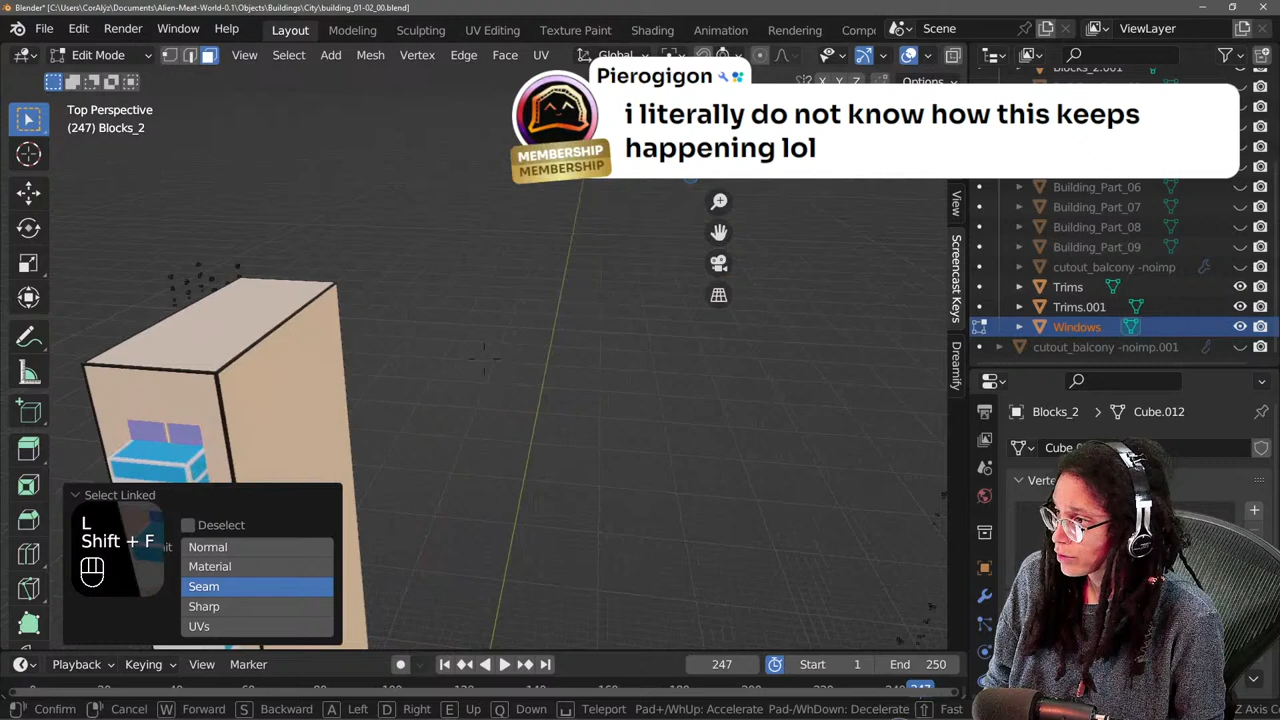 Blender* [C:\Users\CorAlyz\Documents\Alien-Meat-World-0.1\Objects\Buildings\City\building_01-02_00.blend]
File Edit Render Window Help Layout Modeling Sculpting UV Editing Texture Paint Shading Animation Rendering Comp Scene ViewLayer
Edit Mode View Select Add Mesh Vertex Edge Face UV Global
Options
Top Perspective
(247) Blocks_2
Pierogigon
i literally do not know how this keeps
happening lol
MEMBERSHIP
MEMBERSHIP
Blocks_2.001
Building_Part_06
Building_Part_07
Building_Part_08
Building_Part_09
cutout_balcony -noimp
Trims
Trims.001
Windows
cutout_balcony -noimp.001
View
Screencast Keys
Dreamify
Blocks_2 > Cube.012
Cube.0
Verte
Select Linked
L
Shift + F
Deselect
Normal
Material
Seam
Sharp
UVs
Playback Keying View Marker 247 Start 1 End 250
Confirm Cancel W Forward S Backward A Left D Right E Up Q Down Teleport Pad+/WhUp: Accelerate Pad-/WhDown: Decelerate Fast Z Axis C